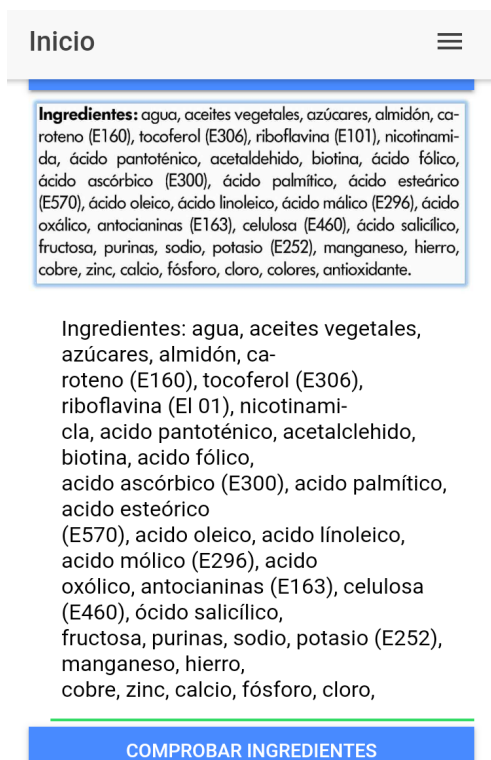 Inicio
Ingredientes: agua, aceites vegetales, azúcares, almidón, ca-
roteno (E160), tocoferol (E306), riboflavina (E101), nicotinami-
da, ácido pantoténico, acetaldehido, biotina, ácido fólico,
ácido ascórbico (E300), ácido palmítico, ácido esteárico
(E570), ácido oleico, ácido linoleico, ácido málico (E296), ácido
oxálico, antocianinas (E163), celulosa (E460), ácido salicílico,
fructosa, purinas, sodio, potasio (E252), manganeso, hierro,
cobre, zinc, calcio, fósforo, cloro, colores, antioxidante.
Ingredientes: agua, aceites vegetales,
azúcares, almidón, ca-
roteno (E160), tocoferol (E306),
riboflavina (El 01), nicotinami-
cla, acido pantoténico, acetalclehido,
biotina, acido fólico,
acido ascórbico (E300), acido palmítico,
acido esteórico
(E570), acido oleico, acido línoleico,
acido mólico (E296), acido
oxólico, antocianinas (E163), celulosa
(E460), ócido salicílico,
fructosa, purinas, sodio, potasio (E252),
manganeso, hierro,
cobre, zinc, calcio, fósforo, cloro,
COMPROBAR INGREDIENTES